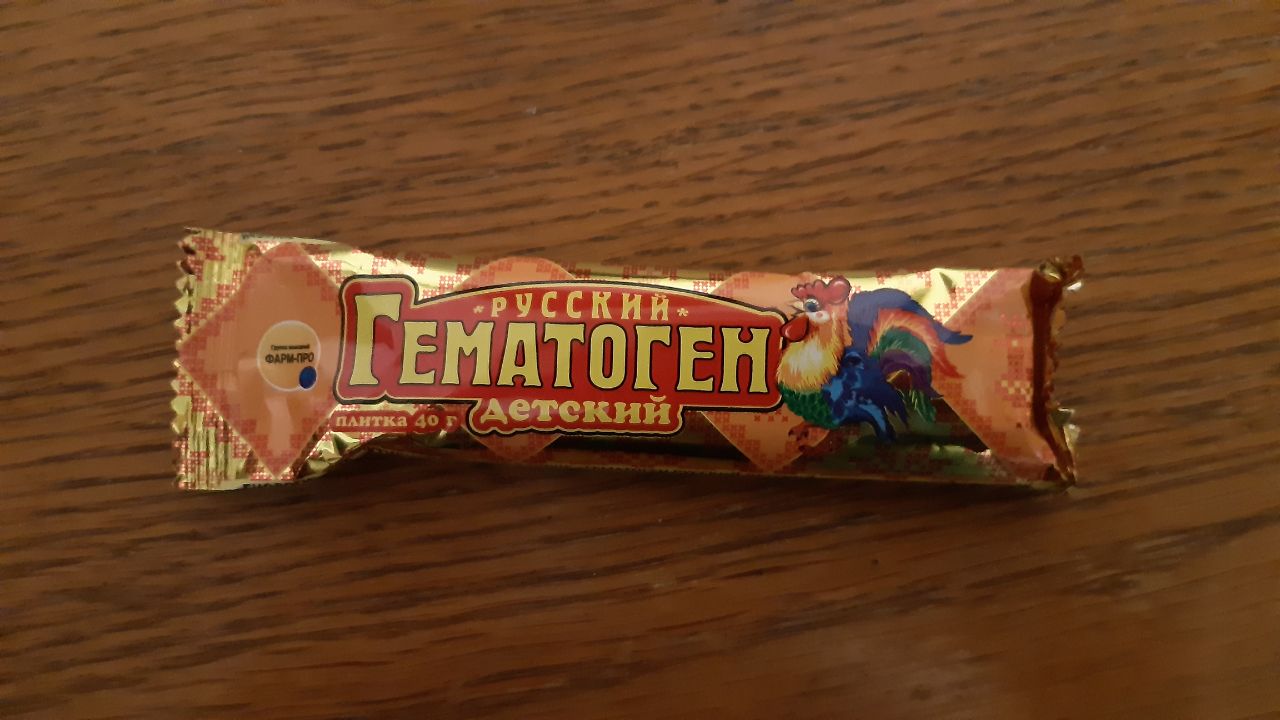 Группа компаний
ФАРМ-ПРО
*РУССКИЙ*
ГЕМАТОГЕН
детский
плитка 40 г